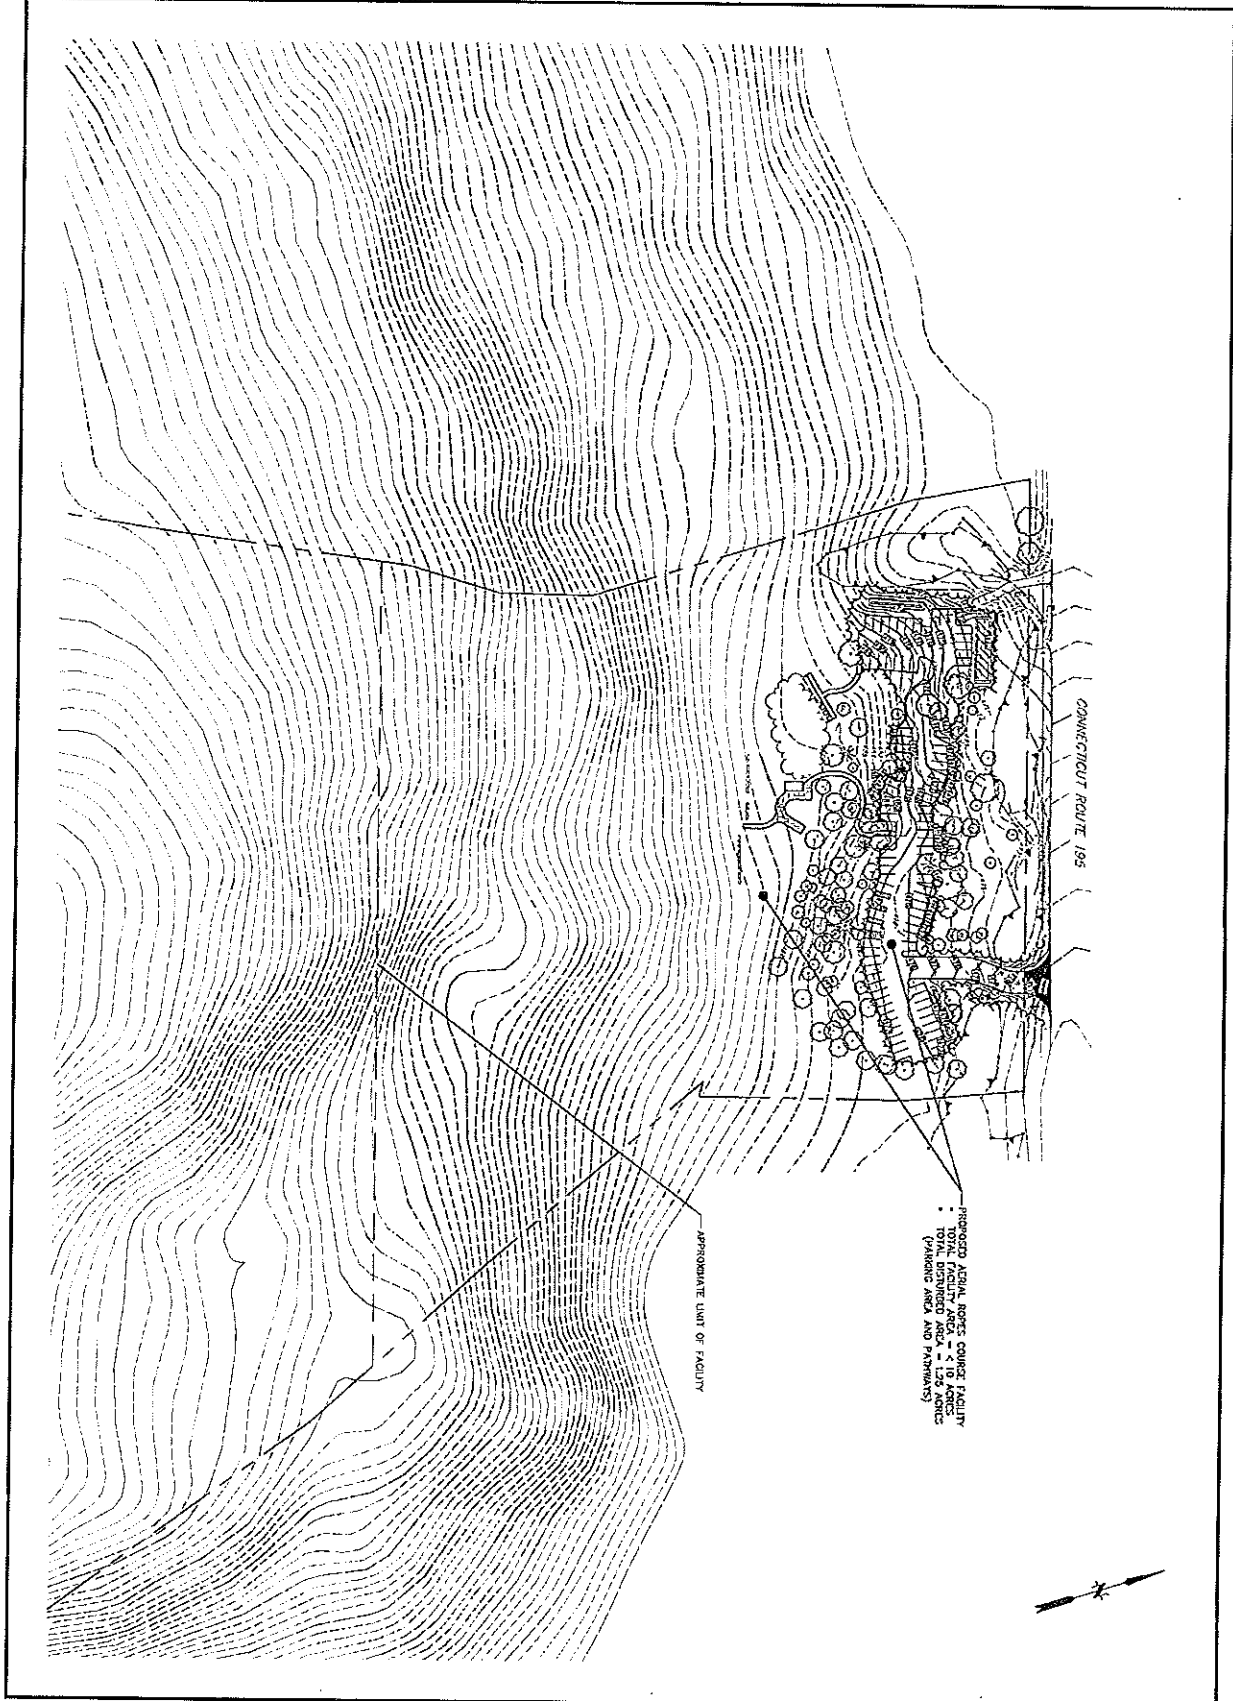 CONNECTICUT ROUTE 195
PROPOSED AERIAL ROPES COURSE FACILITY
- TOTAL FACILITY AREA = < 10 ACRES
- TOTAL DISTURBED AREA = 1.25 ACRES
(PARKING AREA AND PATHWAYS)
APPROXIMATE LIMIT OF FACILITY